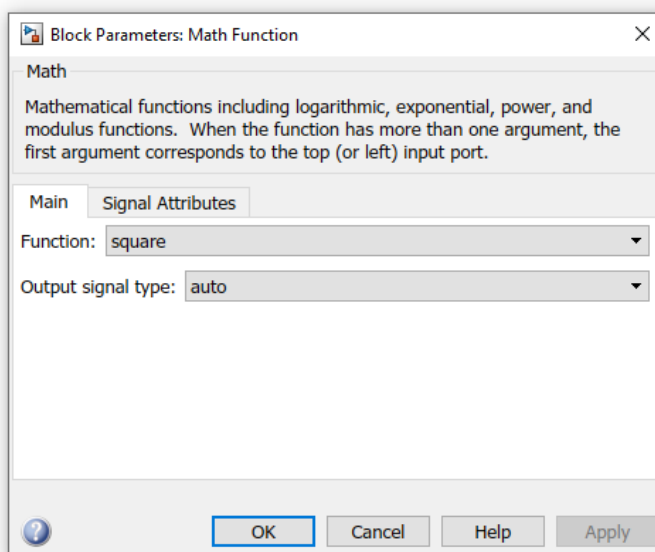 Block Parameters: Math Function
Math
Mathematical functions including logarithmic, exponential, power, and
modulus functions. When the function has more than one argument, the
first argument corresponds to the top (or left) input port.
Main Signal Attributes
Function: square
Output signal type: auto
? OK Cancel Help Apply